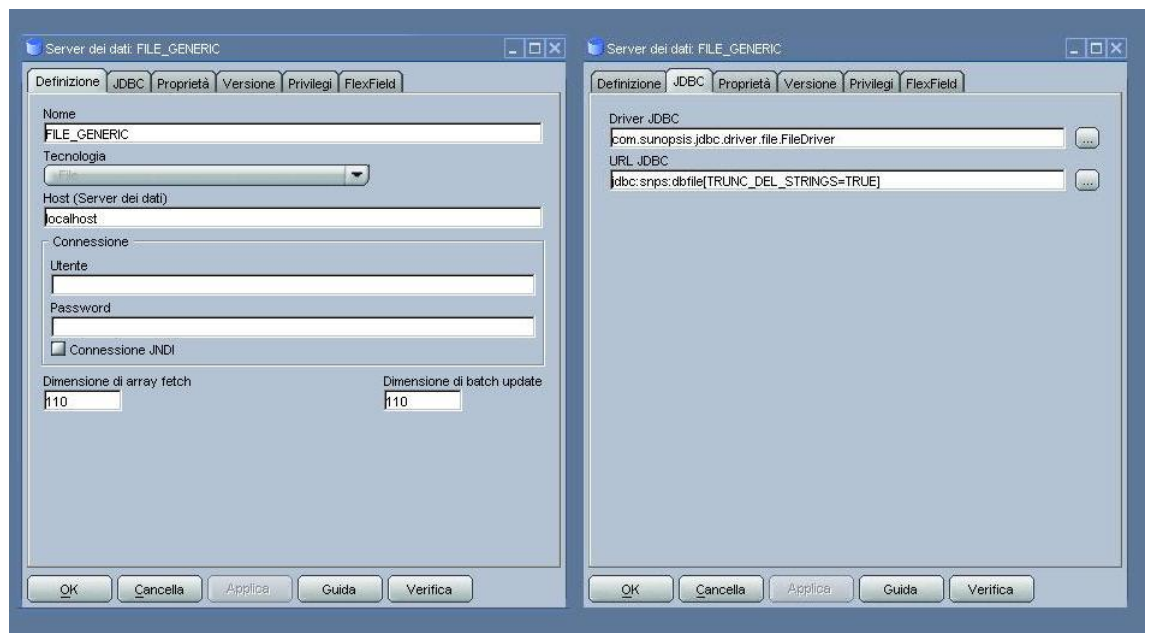 Server dei dati: FILE_GENERIC
Definizione JDBC Proprietà Versione Privilegi FlexField
Nome
FILE_GENERIC
Tecnologia
File
Host (Server dei dati)
localhost
Connessione
Utente
Password
Connessione JNDI
Dimensione di array fetch Dimensione di batch update
110 110
OK Cancella Applica Guida Verifica
Server dei dati: FILE_GENERIC
Definizione JDBC Proprietà Versione Privilegi FlexField
Driver JDBC
com.sunopsis.jdbc.driver.file.FileDriver ...
URL JDBC
jdbc:snps:dbfile[TRUNC_DEL_STRINGS=TRUE] ...
OK Cancella Applica Guida Verifica